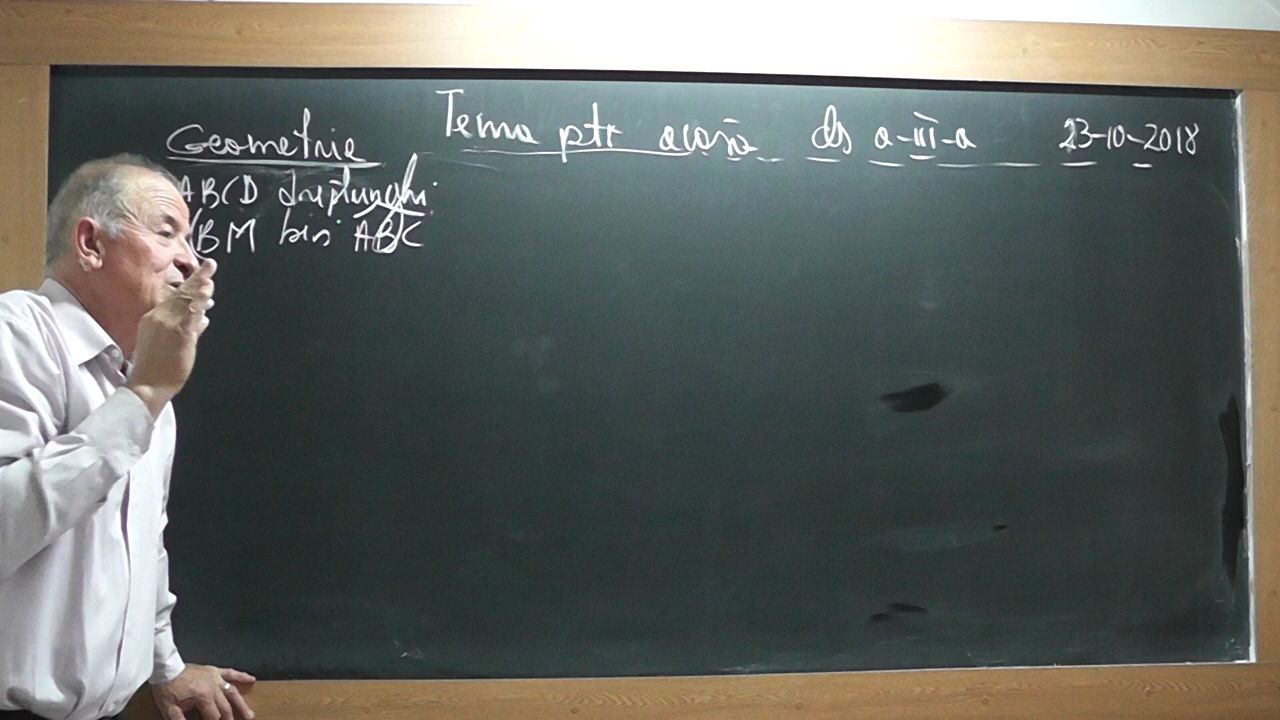 Tema ptr acasă cls a-III-a 23-10-2018
Geometrie
ABCD dreptunghi
(BM bis ABC